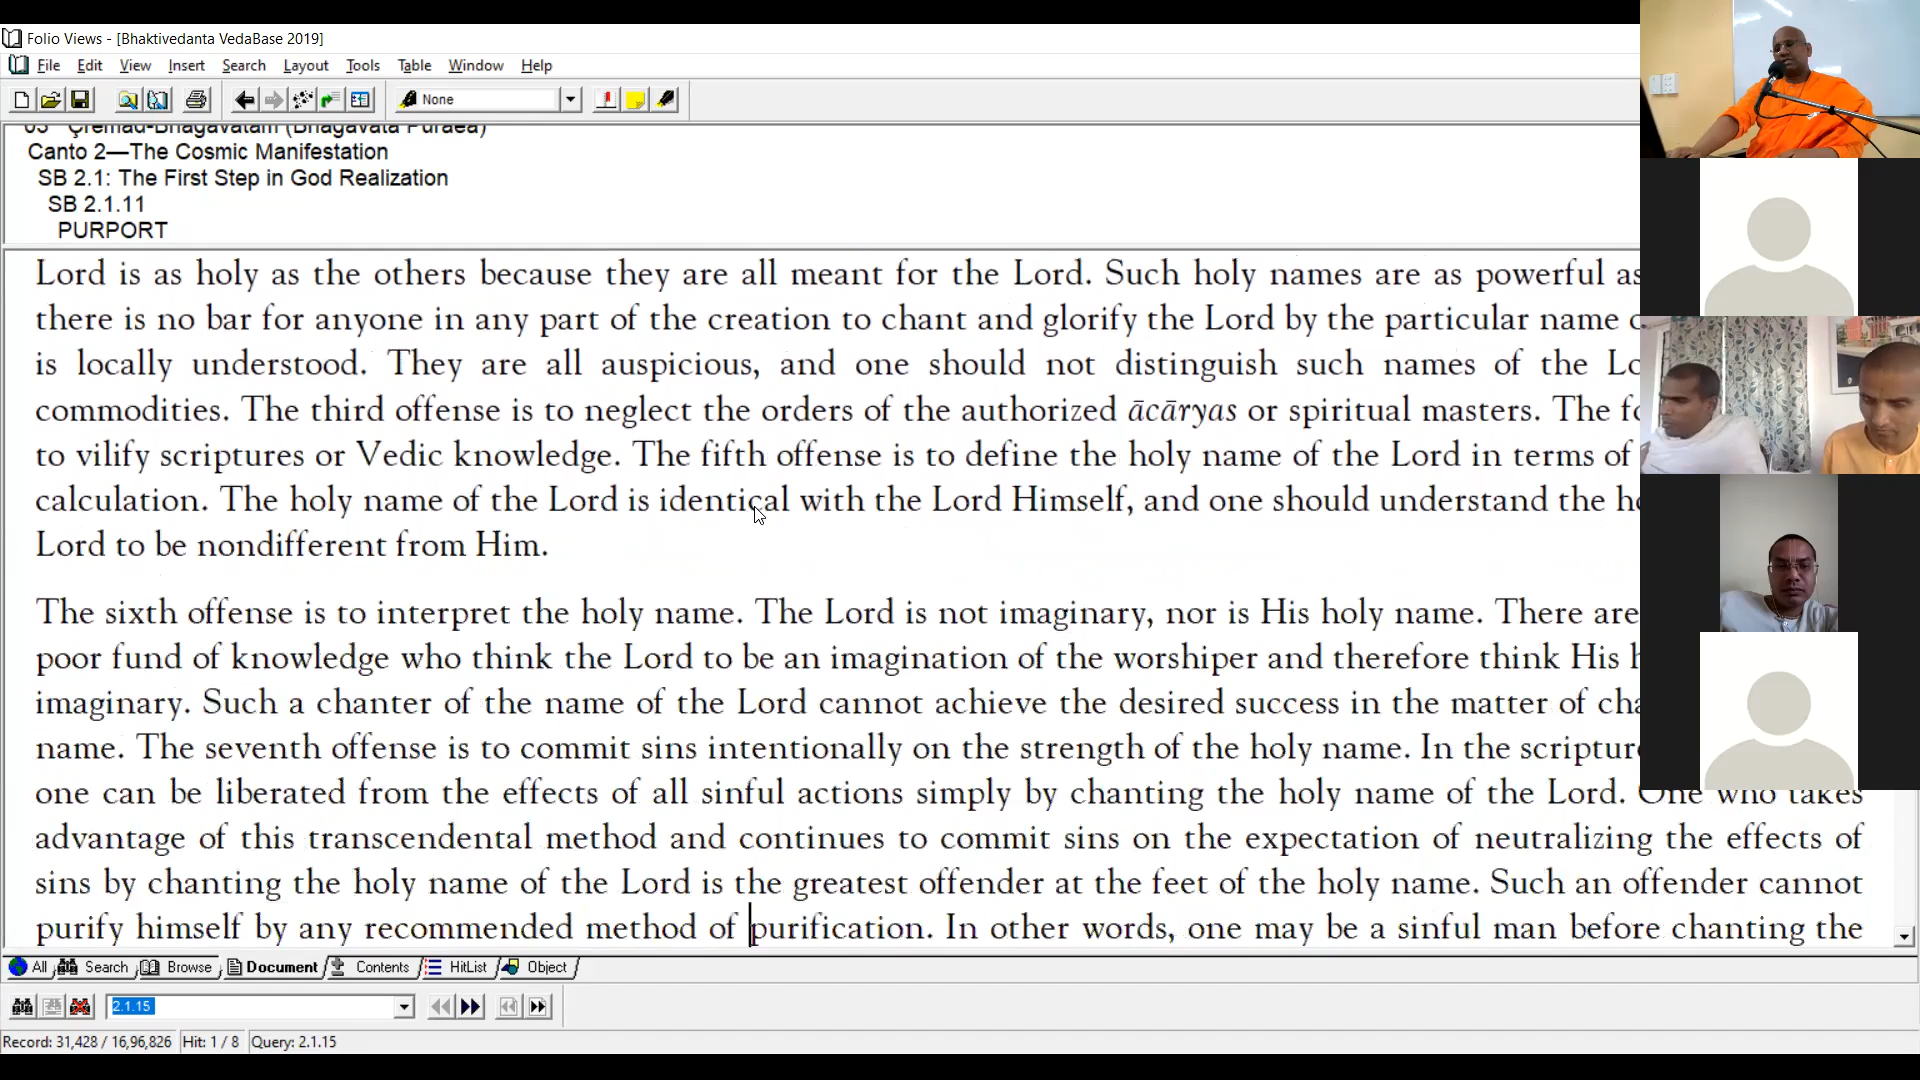 Folio Views - [Bhaktivedanta VedaBase 2019]
File Edit View Insert Search Layout Tools Table Window Help
None
03 Çrémad-Bhägavatam (Bhägavata Puräëa)
Canto 2—The Cosmic Manifestation
SB 2.1: The First Step in God Realization
SB 2.1.11
PURPORT
Lord is as holy as the others because they are all meant for the Lord. Such holy names are as powerful as
there is no bar for anyone in any part of the creation to chant and glorify the Lord by the particular name
is locally understood. They are all auspicious, and one should not distinguish such names of the
commodities. The third offense is to neglect the orders of the authorized ācāryas or spiritual masters. The
to vilify scriptures or Vedic knowledge. The fifth offense is to define the holy name of the Lord in terms of
calculation. The holy name of the Lord is identical with the Lord Himself, and one should understand the
Lord to be nondifferent from Him.
The sixth offense is to interpret the holy name. The Lord is not imaginary, nor is His holy name. There are
poor fund of knowledge who think the Lord to be an imagination of the worshiper and therefore think His
imaginary. Such a chanter of the name of the Lord cannot achieve the desired success in the matter of
name. The seventh offense is to commit sins intentionally on the strength of the holy name. In the
one can be liberated from the effects of all sinful actions simply by chanting the holy name of the Lord. One who takes
advantage of this transcendental method and continues to commit sins on the expectation of neutralizing the effects of
sins by chanting the holy name of the Lord is the greatest offender at the feet of the holy name. Such an offender cannot
purify himself by any recommended method of purification. In other words, one may be a sinful man before chanting the
All Search Browse Document Contents HitList Object
2.1.15
Record: 31,428 / 16,96,826 Hit: 1 / 8 Query: 2.1.15